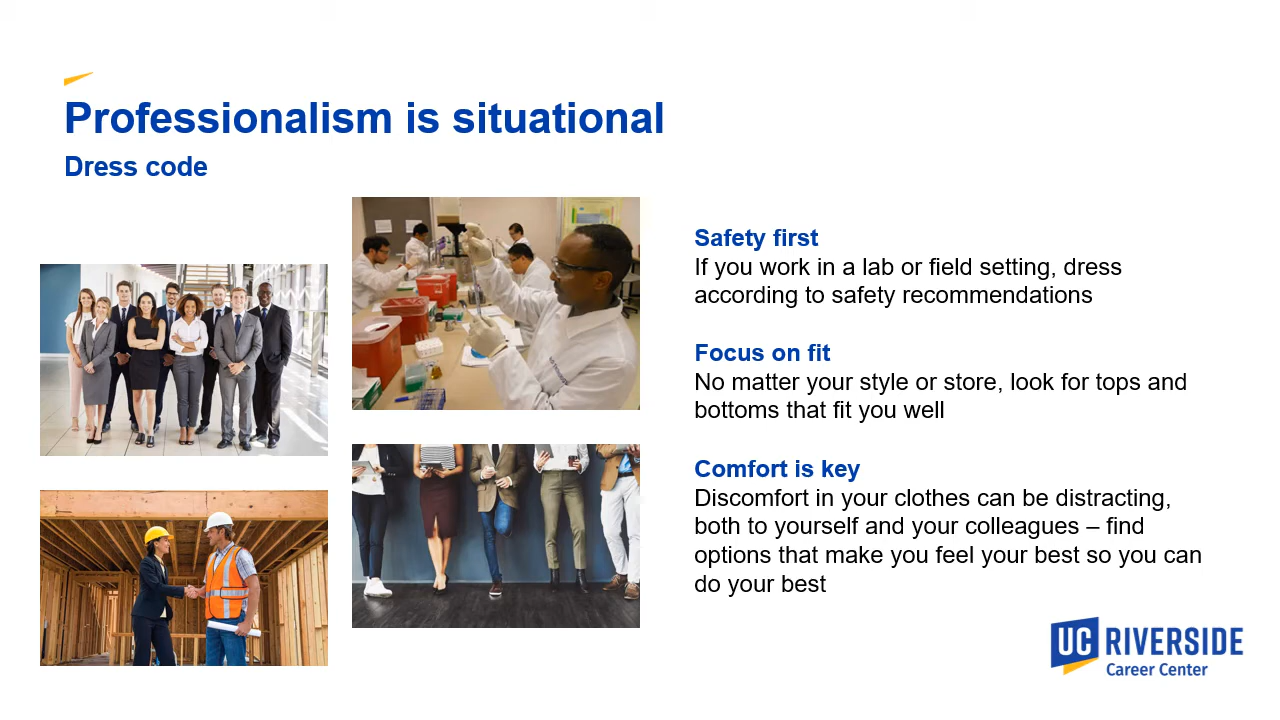 Professionalism is situational
Dress code
Safety first
If you work in a lab or field setting, dress
according to safety recommendations
Focus on fit
No matter your style or store, look for tops and
bottoms that fit you well
Comfort is key
Discomfort in your clothes can be distracting,
both to yourself and your colleagues – find
options that make you feel your best so you can
do your best
UC RIVERSIDE
Career Center